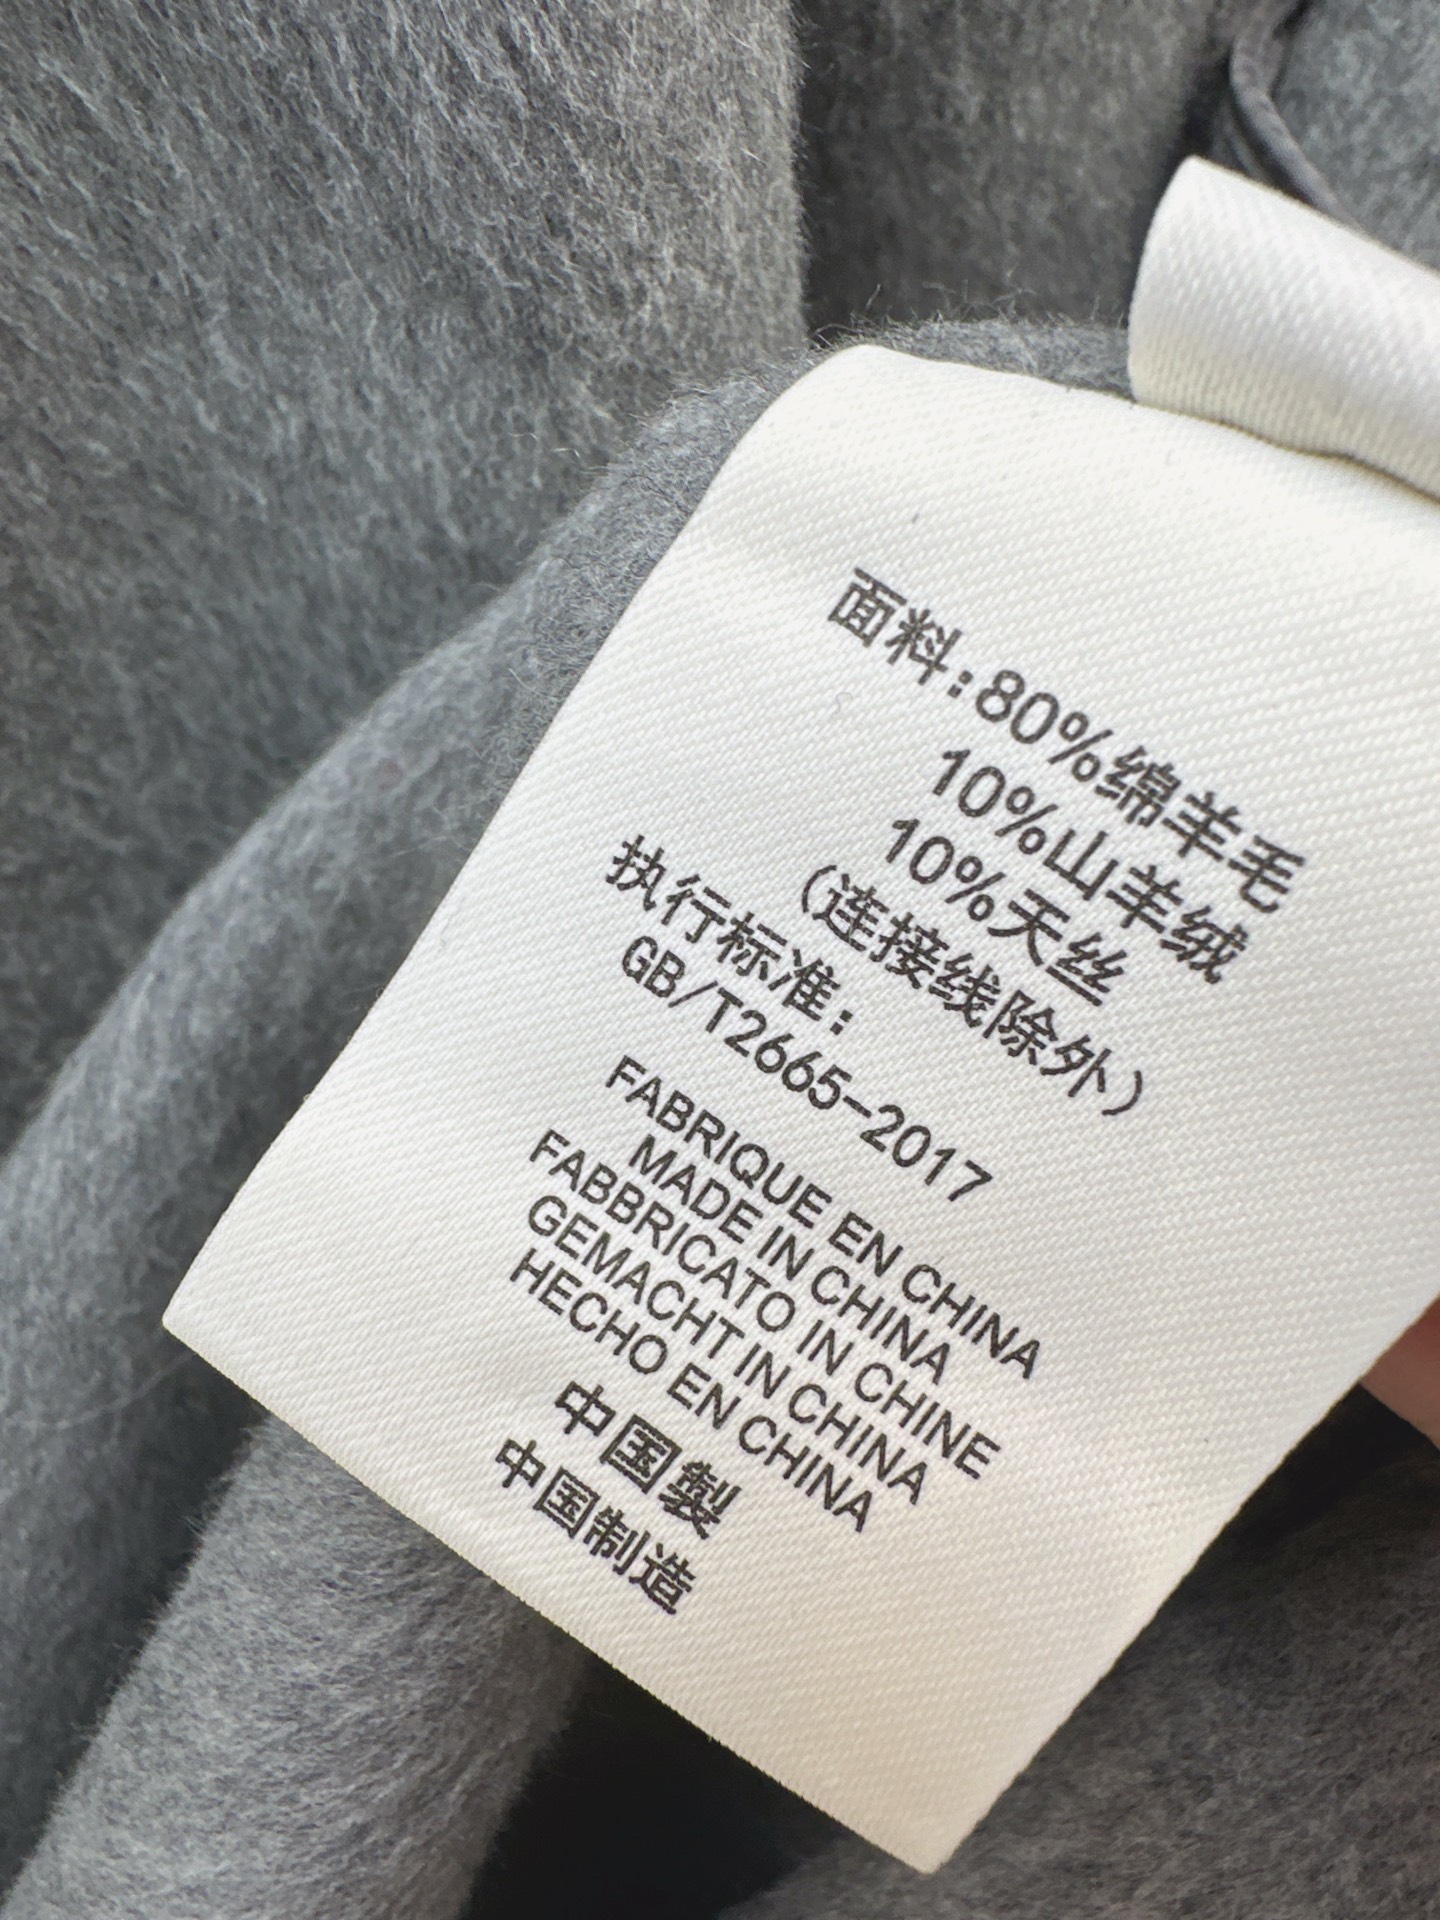 面料:80%绵羊毛
10%山羊绒
10%天丝
(连接线除外)
执行标准:
GB/T2665-2017
FABRIQUE EN CHINA
MADE IN CHINA
FABBRICATO IN CHINE
GEMACHT IN CHINA
HECHO EN CHINA
中国製
中国制造